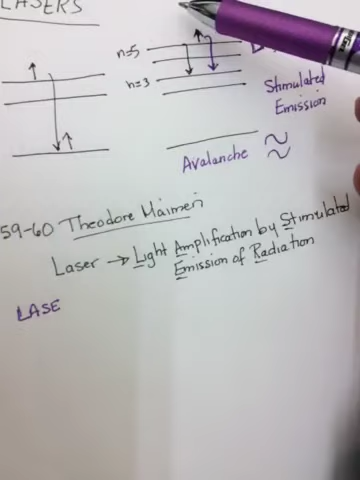 LASERS
n=5
n=3
Stimulated
Emission
Avalanche
59-60 Theodore Maimen
Laser → Light Amplification by Stimulated
Emission of Radiation
LASE